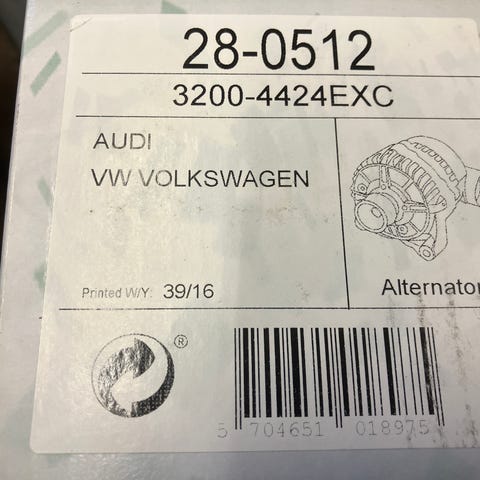 28-0512
3200-4424EXC
AUDI
VW VOLKSWAGEN
Printed W/Y: 39/16
Alternator
®
5 704651 018975